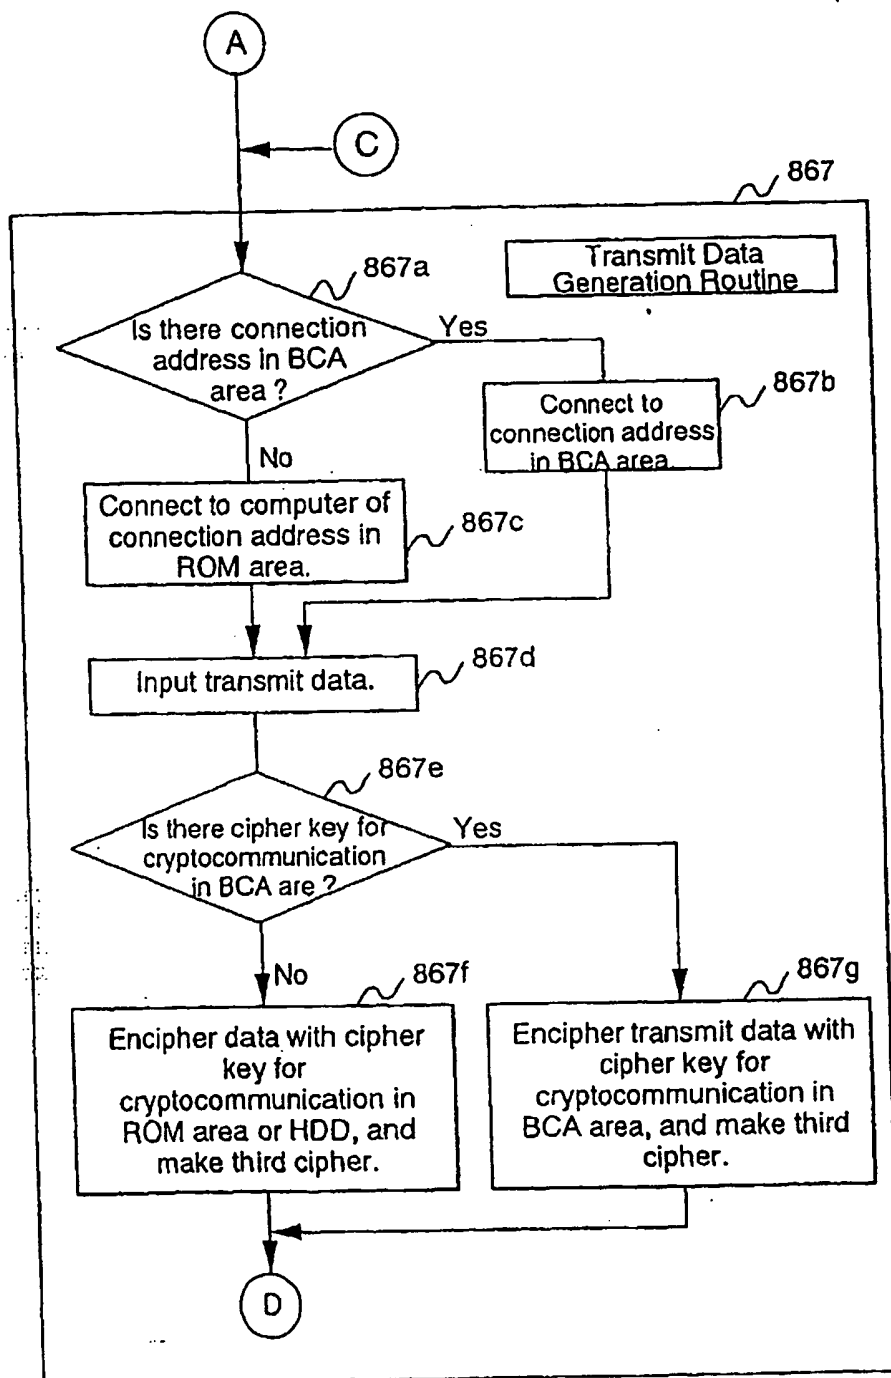 A
C
867
Transmit Data
Generation Routine
867a
Is there connection
address in BCA
area ?
Yes
867b
Connect to
connection address
in BCA area.
No
Connect to computer of
connection address in
ROM area.
867c
Input transmit data.
867d
867e
Is there cipher key for
cryptocommunication
in BCA are ?
Yes
No
867f
Encipher data with cipher
key for
cryptocommunication in
ROM area or HDD, and
make third cipher.
867g
Encipher transmit data with
cipher key for
cryptocommunication in
BCA area, and make third
cipher.
D